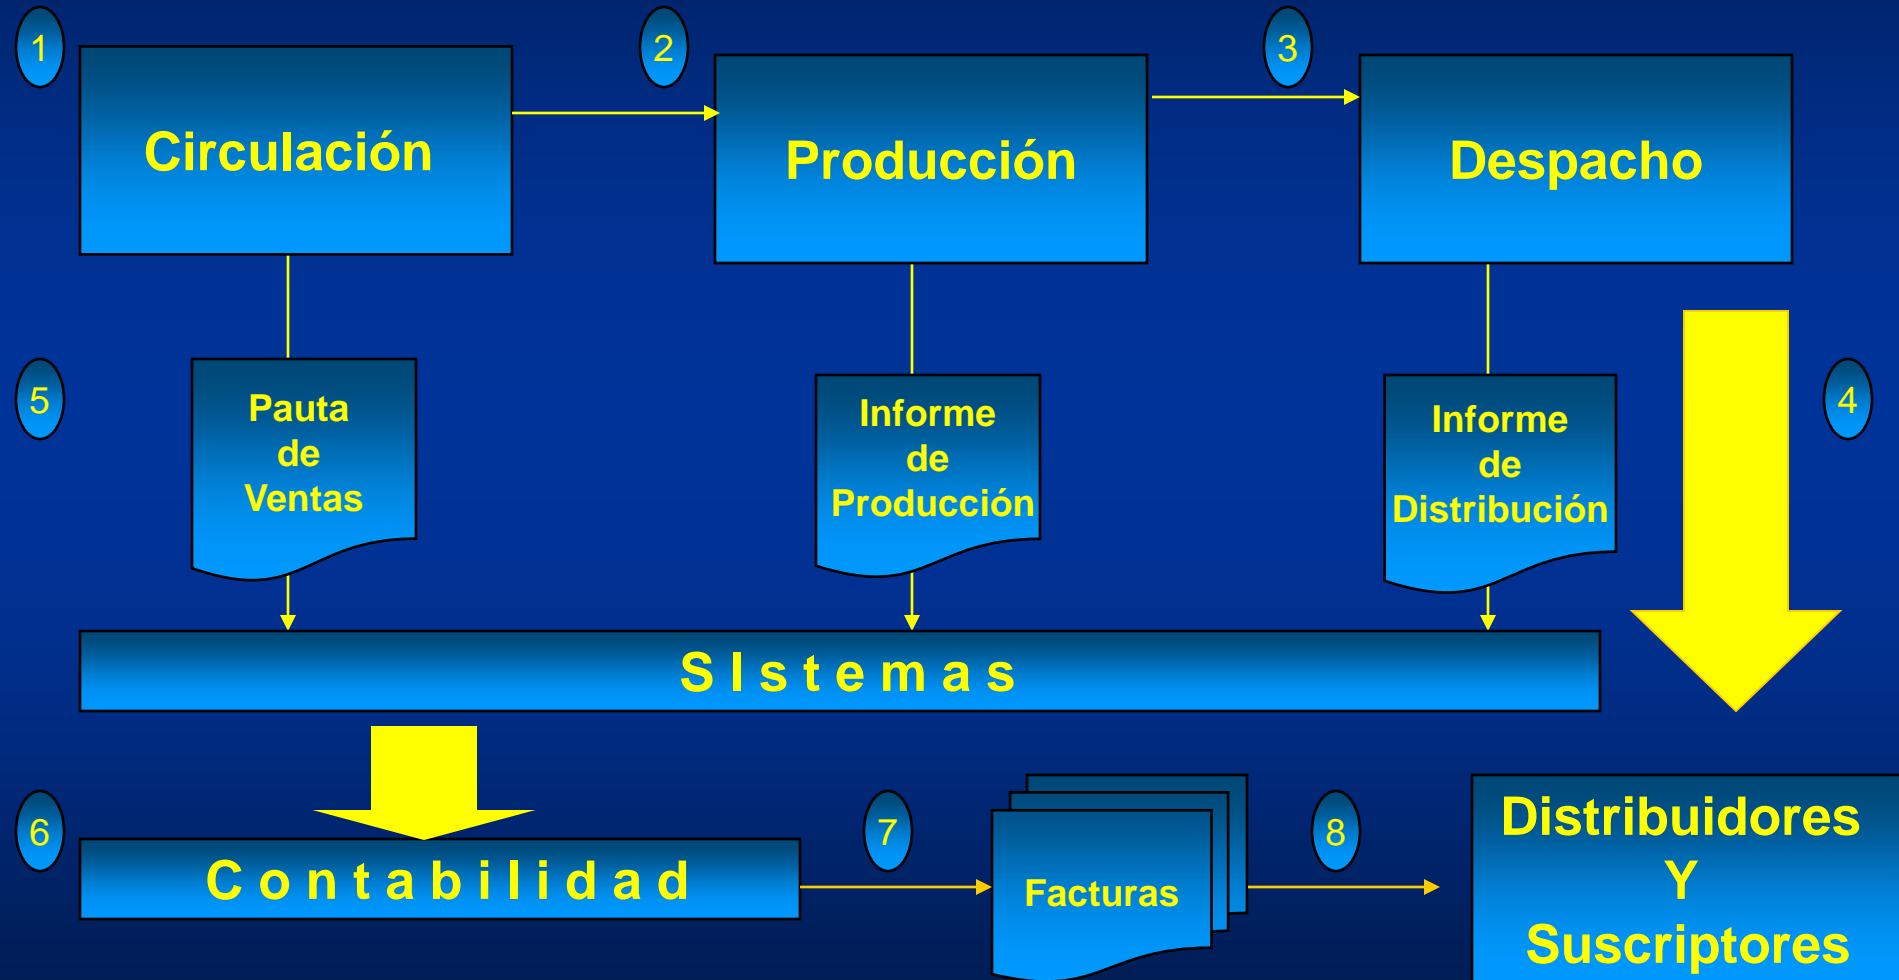 1
2
3
Circulación
Producción
Despacho
5
Pauta
de
Ventas
Informe
de
Producción
Informe
de
Distribución
4
SIstemas
6
Contabilidad
7
Facturas
8
Distribuidores
Y
Suscriptores